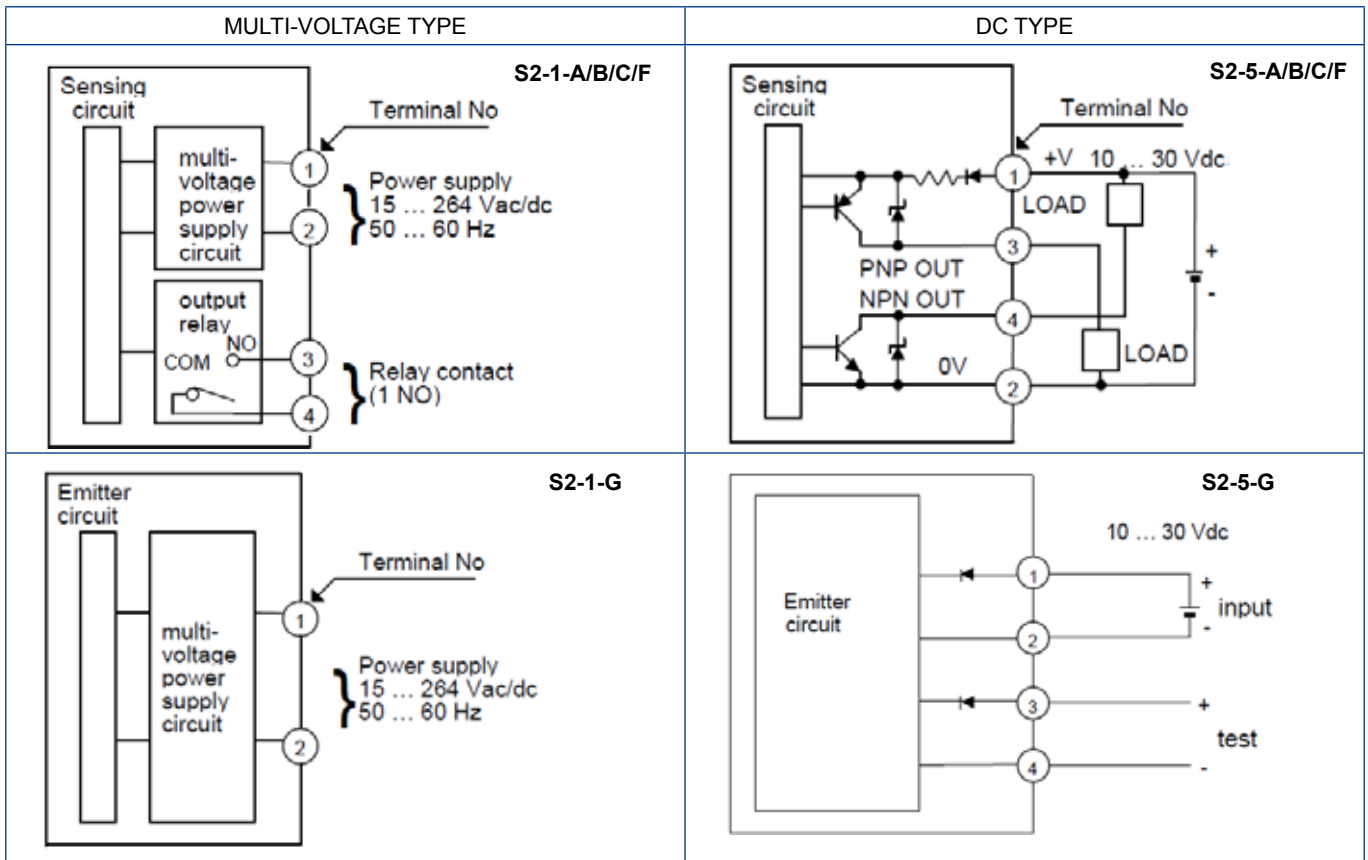 MULTI-VOLTAGE TYPE
DC TYPE
S2-1-A/B/C/F
Sensing
circuit
Terminal No
multi-
voltage
power
supply
circuit
1
2
Power supply
15 ... 264 Vac/dc
50 ... 60 Hz
output
relay
NO
COM
3
4
Relay contact
(1 NO)
S2-5-A/B/C/F
Sensing
circuit
Terminal No
1
+V 10 ... 30 Vdc
LOAD
3
PNP OUT
NPN OUT
4
+
-
LOAD
0V
2
S2-1-G
Emitter
circuit
Terminal No
1
multi-
voltage
power
supply
circuit
Power supply
15 ... 264 Vac/dc
50 ... 60 Hz
2
S2-5-G
10 ... 30 Vdc
Emitter
circuit
1
+
input
-
2
3
+
test
4
-